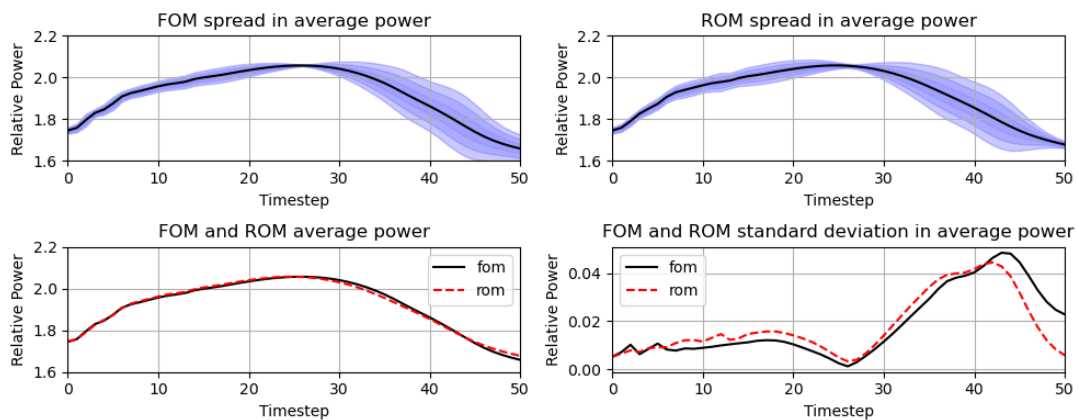 FOM spread in average power
Relative Power
2.2
2.0
1.8
1.6
0
10
20
30
40
50
Timestep
ROM spread in average power
Relative Power
2.2
2.0
1.8
1.6
0
10
20
30
40
50
Timestep
FOM and ROM average power
Relative Power
2.2
2.0
1.8
1.6
fom
rom
0
10
20
30
40
50
Timestep
FOM and ROM standard deviation in average power
Relative Power
0.04
0.02
0.00
fom
rom
0
10
20
30
40
50
Timestep